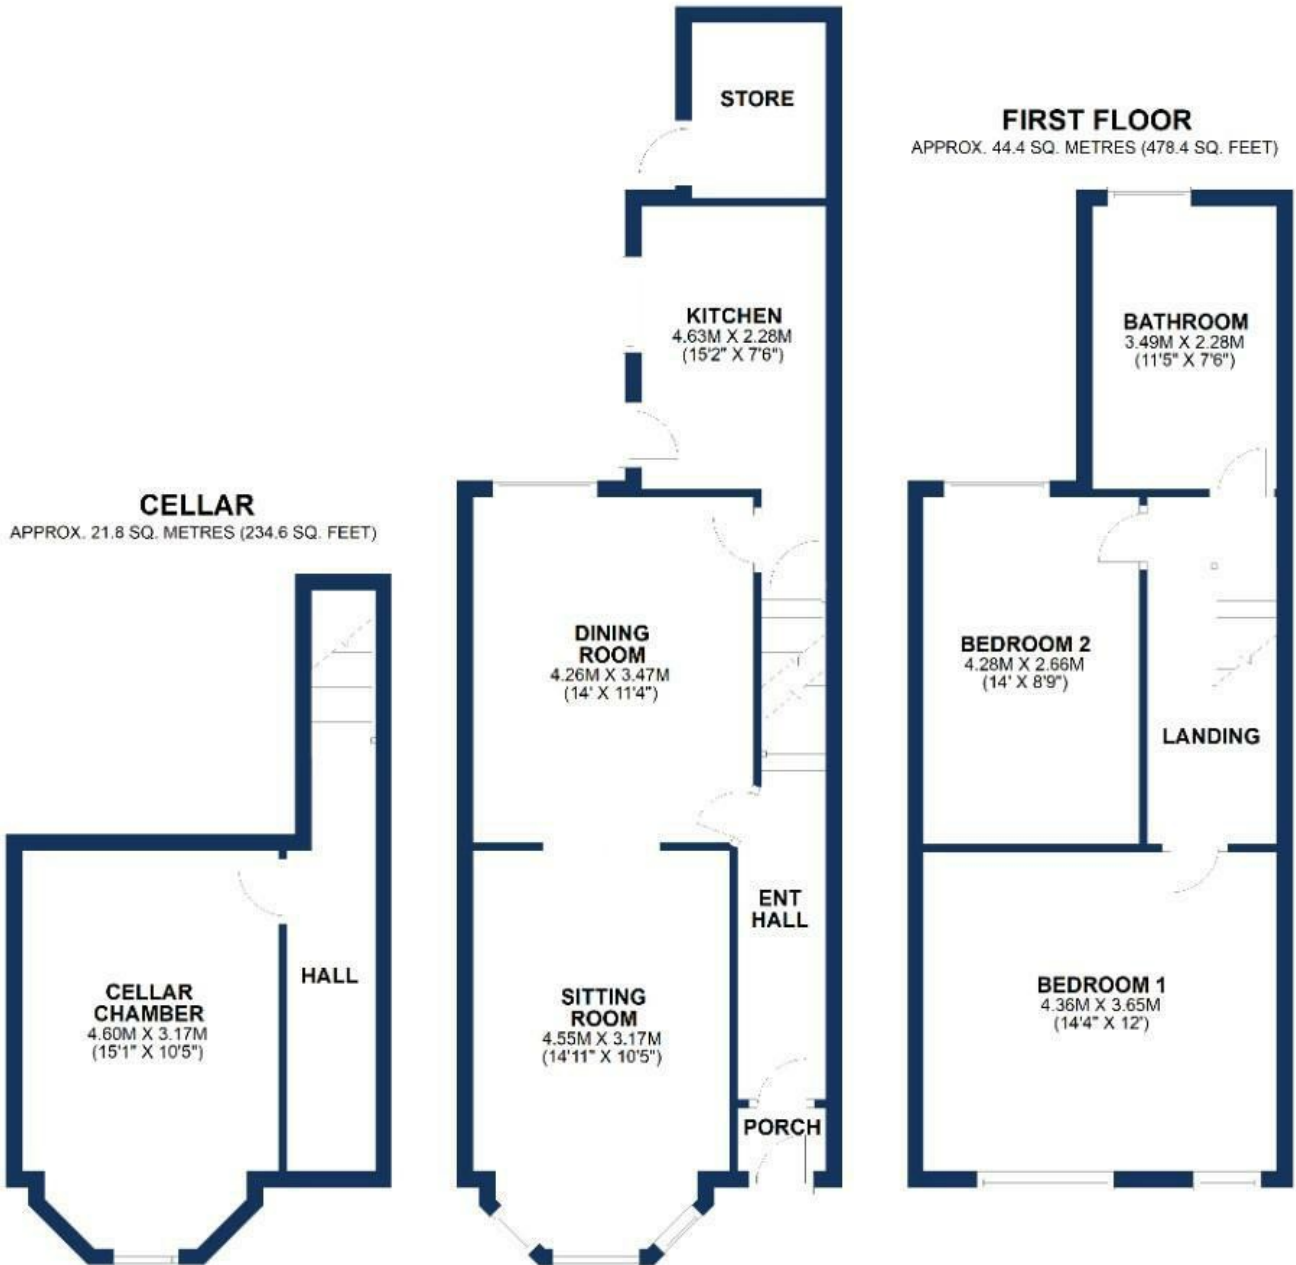 CELLAR
APPROX. 21.8 SQ. METRES (234.6 SQ. FEET)
HALL
CELLAR
CHAMBER
4.60M X 3.17M
(15'1" X 10'5")
STORE
KITCHEN
4.63M X 2.28M
(15'2" X 7'6")
DINING
ROOM
4.26M X 3.47M
(14' X 11'4")
ENT
HALL
SITTING
ROOM
4.55M X 3.17M
(14'11" X 10'5")
PORCH
FIRST FLOOR
APPROX. 44.4 SQ. METRES (478.4 SQ. FEET)
BATHROOM
3.49M X 2.28M
(11'5" X 7'6")
BEDROOM 2
4.28M X 2.66M
(14' X 8'9")
LANDING
BEDROOM 1
4.36M X 3.65M
(14'4" X 12')